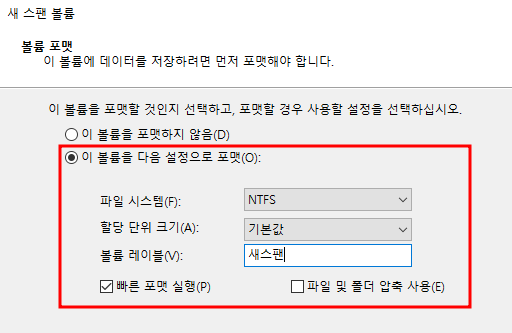 새 스팬 볼륨
볼륨 포맷
이 볼륨에 데이터를 저장하려면 먼저 포맷해야 합니다.
이 볼륨을 포맷할 것인지 선택하고, 포맷할 경우 사용할 설정을 선택하십시오.
이 볼륨을 포맷하지 않음(D)
이 볼륨을 다음 설정으로 포맷(O):
파일 시스템(F): NTFS
할당 단위 크기(A): 기본값
볼륨 레이블(V): 새스팬
빠른 포맷 실행(P) 파일 및 폴더 압축 사용(E)